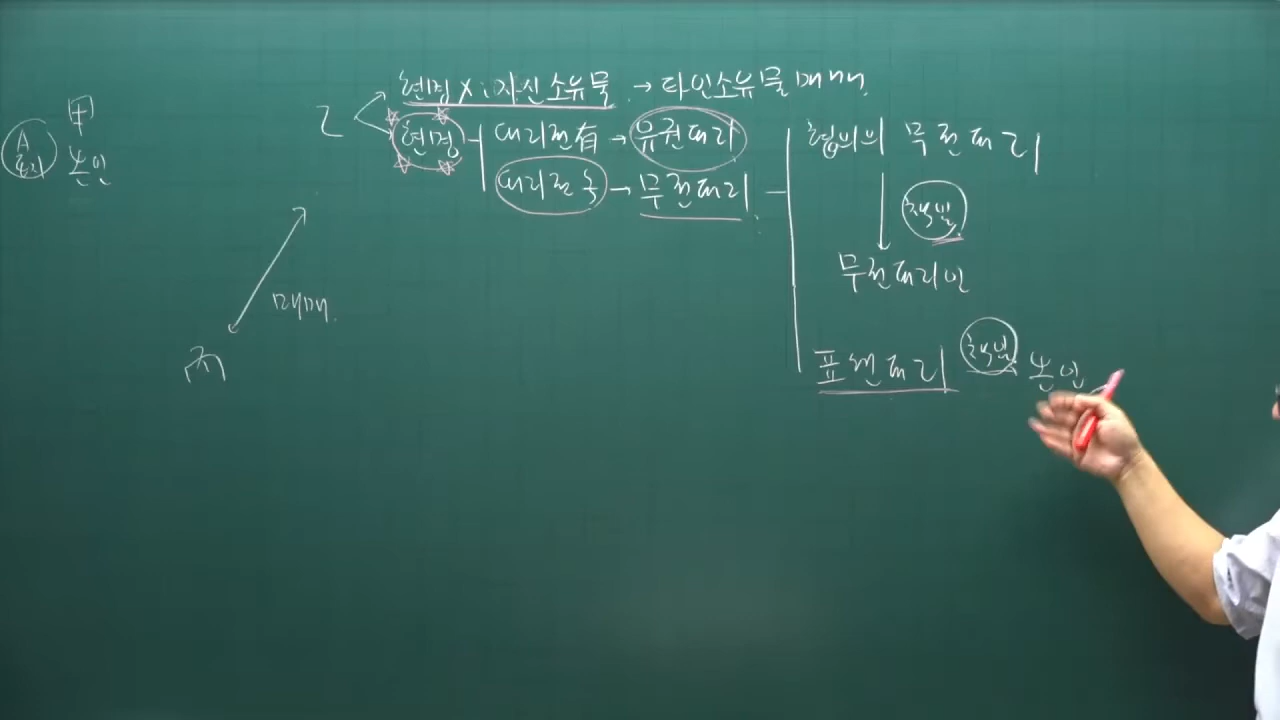 甲
A
토지
본인
乙
현명 X : 자신소유물 → 타인소유물매매.
현명
대리권有 → 유권대리
대리권 無 → 무권대리
협의의 무권대리
책임
무권대리인
표현대리 책임 본인
매매.
丙